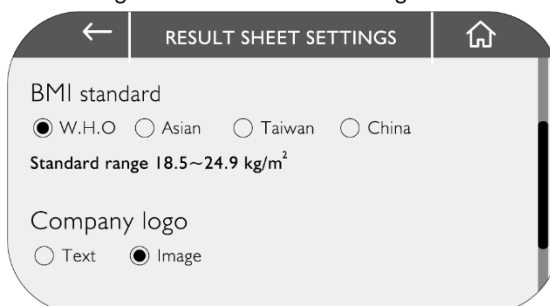 RESULT SHEET SETTINGS
BMI standard
W.H.O Asian Taiwan China
Standard range 18.5~24.9 kg/m²
Company logo
Text Image